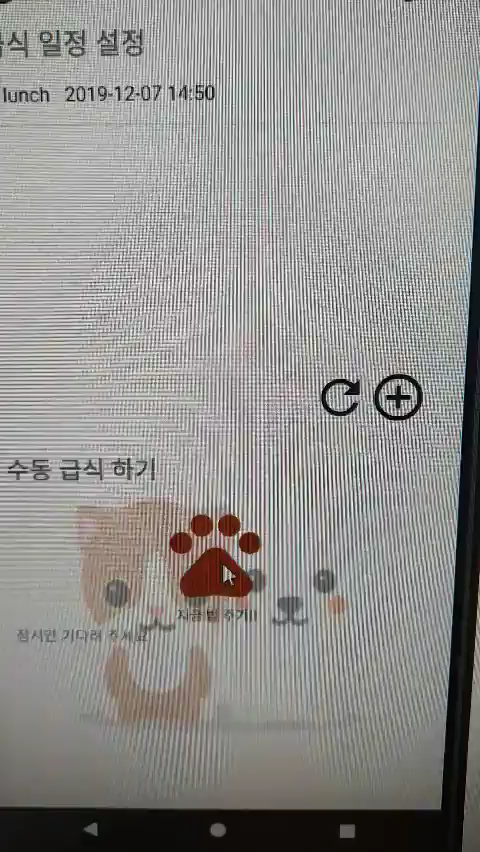 급식 일정 설정
lunch 2019-12-07 14:50
수동 급식 하기
지금 밥 주기!!
잠시만 기다려 주세요